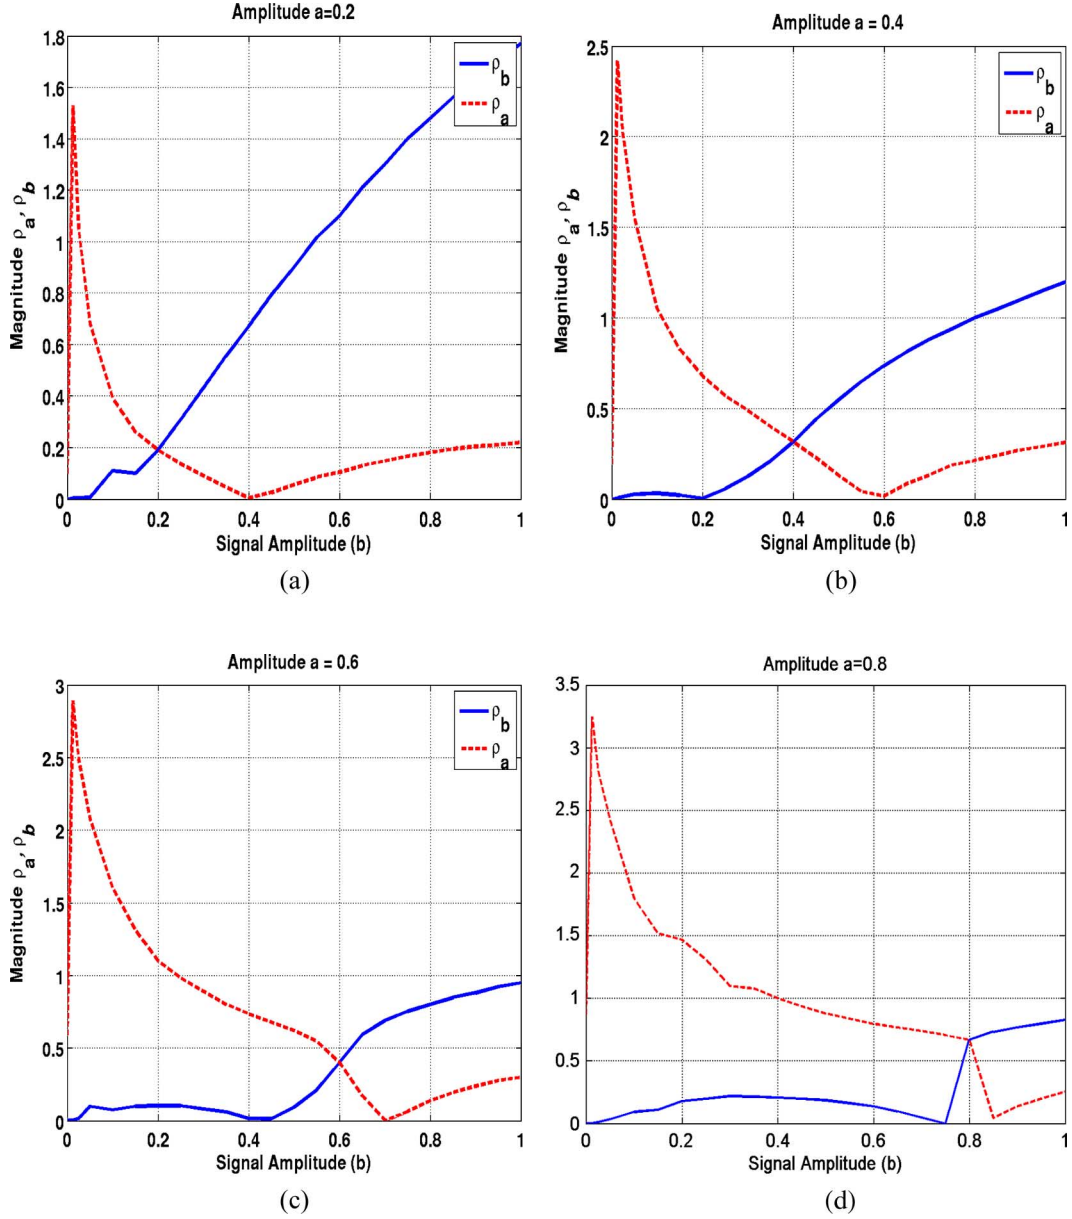 Amplitude a=0.2
1.8
1.6
1.4
1.2
1
0.8
0.6
0.4
0.2
0
Magnitude ρa, ρb
ρb
ρa
0 0.2 0.4 0.6 0.8 1
Signal Amplitude (b)
(a)
Amplitude a = 0.4
2.5
2
1.5
1
0.5
0
Magnitude ρa, ρb
ρb
ρa
0 0.2 0.4 0.6 0.8 1
Signal Amplitude (b)
(b)
Amplitude a = 0.6
3
2.5
2
1.5
1
0.5
0
Magnitude ρa, ρb
ρb
ρa
0 0.2 0.4 0.6 0.8 1
Signal Amplitude (b)
(c)
Amplitude a=0.8
3.5
3
2.5
2
1.5
1
0.5
0
0 0.2 0.4 0.6 0.8 1
Signal Amplitude (b)
(d)